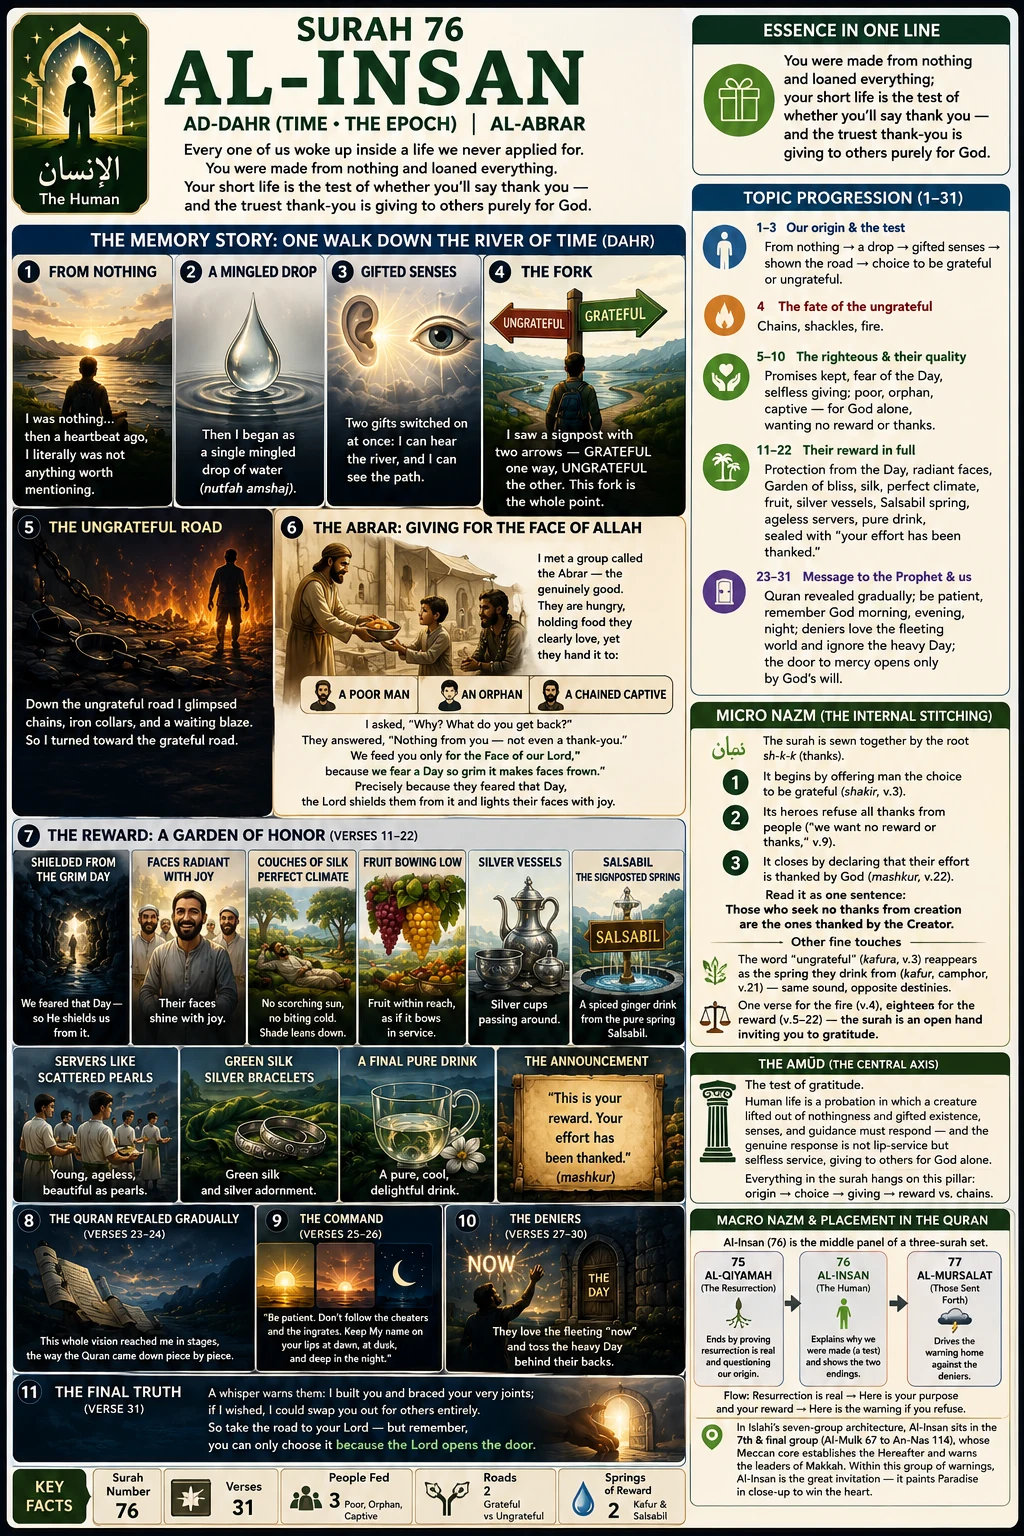 الإنسان
The Human
SURAH 76
AL-INSAN
AD-DAHR (TIME • THE EPOCH) | AL-ABRAR
Every one of us woke up inside a life we never applied for.
You were made from nothing and loaned everything.
Your short life is the test of whether you'll say thank you —
and the truest thank-you is giving to others purely for God.
THE MEMORY STORY: ONE WALK DOWN THE RIVER OF TIME (DAHR)
1 FROM NOTHING
I was nothing...
then a heartbeat ago,
I literally was not
anything worth
mentioning.
2 A MINGLED DROP
Then I began as
a single mingled
drop of water
(nutfah amshaj).
3 GIFTED SENSES
Two gifts switched on
at once: I can hear
the river, and I can
see the path.
4 THE FORK
UNGRATEFUL
GRATEFUL
I saw a signpost with
two arrows — GRATEFUL
one way, UNGRATEFUL
the other. This fork is
the whole point.
5 THE UNGRATEFUL ROAD
Down the ungrateful road I glimpsed
chains, iron collars, and a waiting blaze.
So I turned toward the grateful road.
6 THE ABRAR: GIVING FOR THE FACE OF ALLAH
I met a group called
the Abrar — the
genuinely good.
They are hungry,
holding food they
clearly love, yet
they hand it to:
A POOR MAN
AN ORPHAN
A CHAINED CAPTIVE
I asked, "Why? What do you get back?"
They answered, "Nothing from you — not even a thank-you."
We feed you only for the Face of our Lord,"
because we fear a Day so grim it makes faces frown."
Precisely because they feared that Day,
the Lord shields them from it and lights their faces with joy.
7 THE REWARD: A GARDEN OF HONOR (VERSES 11–22)
SHIELDED FROM
THE GRIM DAY
We feared that Day —
so He shields us
from it.
FACES RADIANT
WITH JOY
Their faces
shine with joy.
COUCHES OF SILK
PERFECT CLIMATE
No scorching sun,
no biting cold.
Shade leans down.
FRUIT BOWING LOW
Fruit within reach,
as if it bows
in service.
SILVER VESSELS
Silver cups
passing around.
SALSABIL
THE SIGNPOSTED SPRING
SALSABIL
A spiced ginger drink
from the pure spring
Salsabil.
SERVERS LIKE
SCATTERED PEARLS
Young, ageless,
beautiful as pearls.
GREEN SILK
SILVER BRACELETS
Green silk
and silver adornment.
A FINAL PURE DRINK
A pure, cool,
delightful drink.
THE ANNOUNCEMENT
"This is your
reward. Your
effort has
been thanked."
(mashkur)
8 THE QURAN REVEALED GRADUALLY
(VERSES 23–24)
This whole vision reached me in stages,
the way the Quran came down piece by piece.
9 THE COMMAND
(VERSES 25–26)
"Be patient. Don't follow the cheaters
and the ingrates. Keep My name on
your lips at dawn, at dusk,
and deep in the night."
10 THE DENIERS
(VERSES 27–30)
NOW
THE
DAY
They love the fleeting "now"
and toss the heavy Day
behind their backs.
11 THE FINAL TRUTH
(VERSE 31)
A whisper warns them: I built you and braced your very joints;
if I wished, I could swap you out for others entirely.
So take the road to your Lord — but remember,
you can only choose it because the Lord opens the door.
KEY
FACTS
Surah
Number
76
Verses
31
People Fed
3 Poor, Orphan,
Captive
Roads
2
Grateful
vs Ungrateful
Springs
of Reward
2 Kafur &
Salsabil
ESSENCE IN ONE LINE
You were made from nothing
and loaned everything;
your short life is the test of
whether you'll say thank you —
and the truest thank-you is
giving to others purely for God.
TOPIC PROGRESSION (1–31)
1–3 Our origin & the test
From nothing → a drop → gifted senses →
shown the road → choice to be grateful
or ungrateful.
4 The fate of the ungrateful
Chains, shackles, fire.
5–10 The righteous & their quality
Promises kept, fear of the Day,
selfless giving; poor, orphan,
captive — for God alone,
wanting no reward or thanks.
11–22 Their reward in full
Protection from the Day, radiant faces,
Garden of bliss, silk, perfect climate,
fruit, silver vessels, Salsabil spring,
ageless servers, pure drink,
sealed with "your effort has been
thanked."
23–31 Message to the Prophet & us
Quran revealed gradually; be patient,
remember God morning, evening,
night; deniers love the fleeting
world and ignore the heavy Day;
the door to mercy opens only
by God's will.
MICRO NAZM (THE INTERNAL STITCHING)
The surah is sewn together by the root
sh-k-k (thanks).
1 It begins by offering man the choice
to be grateful (shakir, v.3).
2 Its heroes refuse all thanks from
people ("we want no reward or
thanks," v.9).
3 It closes by declaring that their effort
is thanked by God (mashkur, v.22).
Read it as one sentence:
Those who seek no thanks from creation
are the ones thanked by the Creator.
Other fine touches
The word "ungrateful" (kafura, v.3) reappears
as the spring they drink from (kafur, camphor,
v.21) — same sound, opposite destinies.
One verse for the fire (v.4), eighteen for the
reward (v.5–22) — the surah is an open hand
inviting you to gratitude.
THE AMŪD (THE CENTRAL AXIS)
The test of gratitude.
Human life is a probation in which a creature
lifted out of nothingness and gifted existence,
senses, and guidance must respond — and the
genuine response is not lip-service but
selfless service, giving to others for God alone.
Everything in the surah hangs on this pillar:
origin → choice → giving → reward vs. chains.
MACRO NAZM & PLACEMENT IN THE QURAN
Al-Insan (76) is the middle panel of a three-surah set.
75
AL-QIYAMAH
(The Resurrection)
Ends by proving
resurrection is real
and questioning
our origin.
76
AL-INSAN
(The Human)
Explains why we
were made (a test)
and shows the two
endings.
77
AL-MURSALAT
(Those Sent
Forth)
Drives the
warning home
against the
deniers.
Flow: Resurrection is real → Here is your purpose
and your reward → Here is the warning if you refuse.
In Islahi's seven-group architecture, Al-Insan sits in the
7th & final group (Al-Mulk 67 to An-Nas 114), whose
Meccan core establishes the Hereafter and warns
the leaders of Makkah. Within this group of warnings,
Al-Insan is the great invitation — it paints Paradise
in close-up to win the heart.